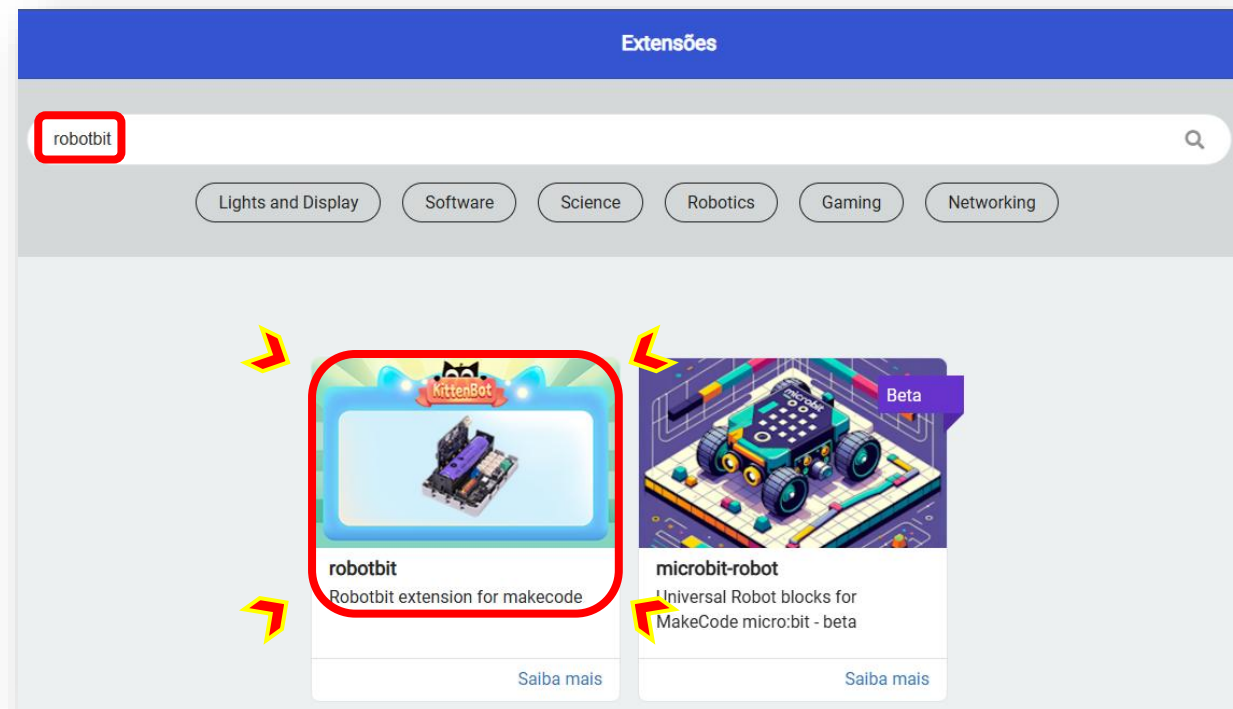 Extensões
robotbit
Lights and Display
Software
Science
Robotics
Gaming
Networking
KittenBot
microbit
Beta
robotbit
Robotbit extension for makecode
microbit-robot
Universal Robot blocks for
MakeCode micro:bit - beta
Saiba mais
Saiba mais